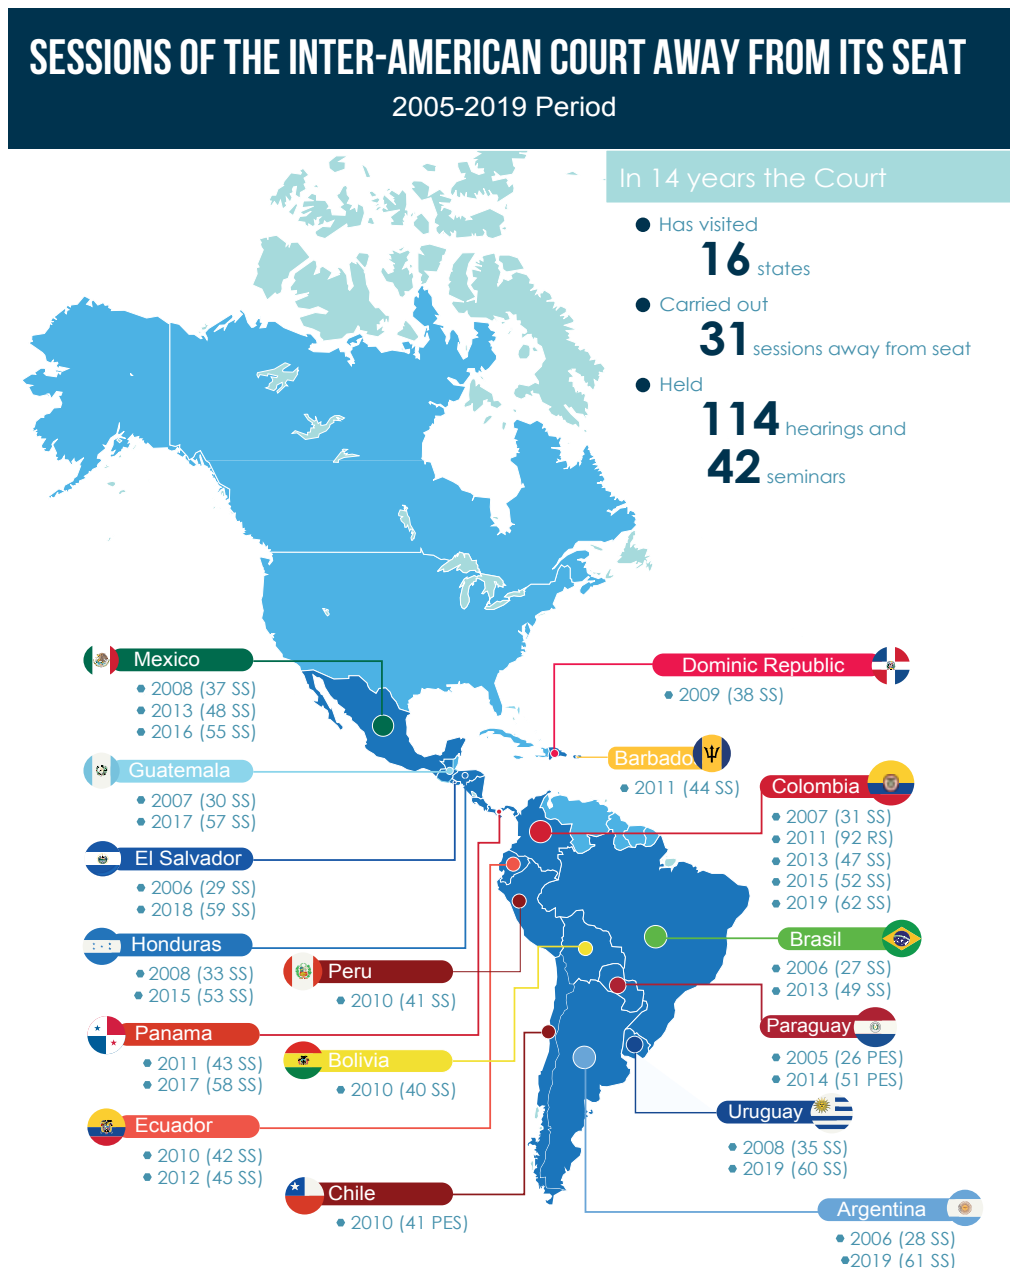 SESSIONS OF THE INTER-AMERICAN COURT AWAY FROM ITS SEAT
2005-2019 Period
In 14 years the Court
Has visited
16 states
Carried out
31 sessions away from seat
Held
114 hearings and
42 seminars
Mexico
2008 (37 SS)
2013 (48 SS)
2016 (55 SS)
Guatemala
2007 (30 SS)
2017 (57 SS)
El Salvador
2006 (29 SS)
2018 (59 SS)
Honduras
2008 (33 SS)
2015 (53 SS)
Panama
2011 (43 SS)
2017 (58 SS)
Ecuador
2010 (42 SS)
2012 (45 SS)
Peru
2010 (41 SS)
Bolivia
2010 (40 SS)
Chile
2010 (41 PES)
Dominic Republic
2009 (38 SS)
Barbado
2011 (44 SS)
Colombia
2007 (31 SS)
2011 (92 RS)
2013 (47 SS)
2015 (52 SS)
2019 (62 SS)
Brasil
2006 (27 SS)
2013 (49 SS)
Paraguay
2005 (26 PES)
2014 (51 PES)
Uruguay
2008 (35 SS)
2019 (60 SS)
Argentina
2006 (28 SS)
2019 (61 SS)